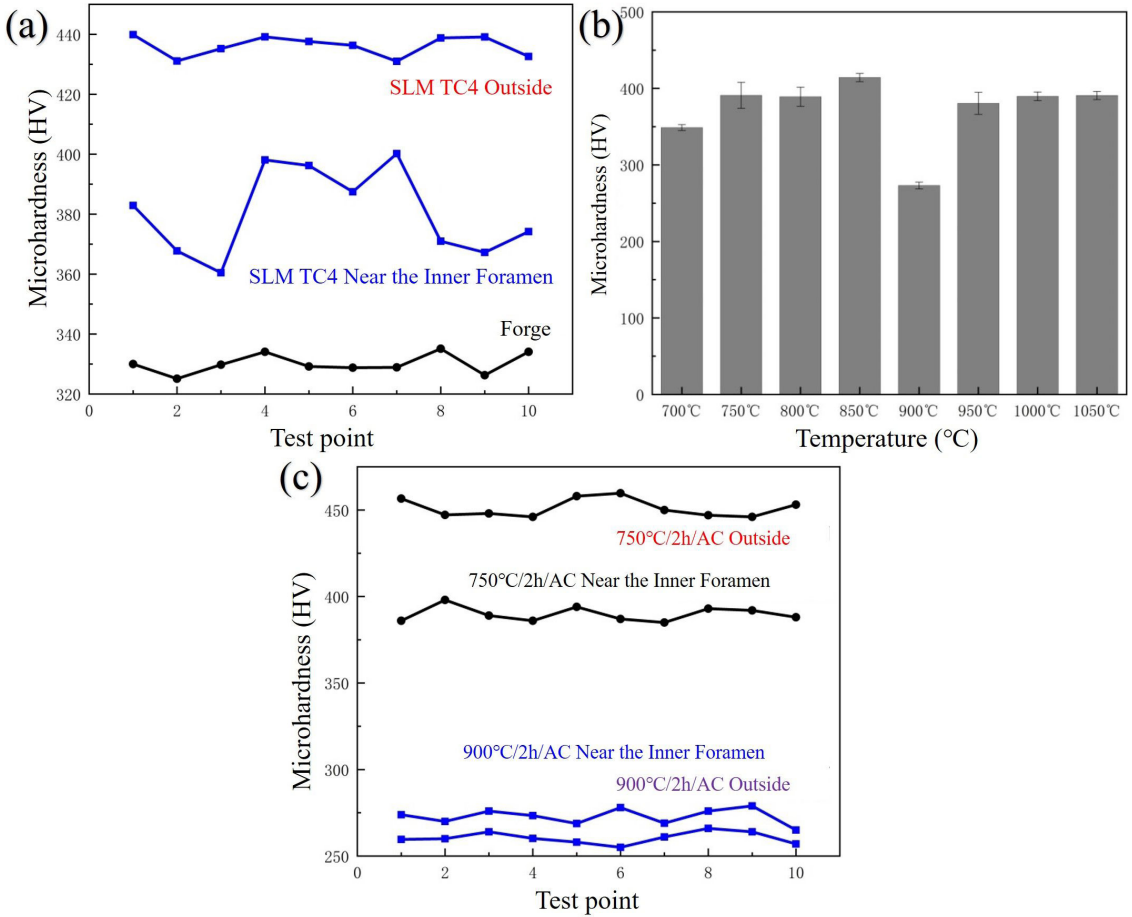 (a)
Microhardness (HV)
440
420
400
380
360
340
320
SLM TC4 Outside
SLM TC4 Near the Inner Foramen
Forge
0 2 4 6 8 10
Test point
(b)
Microhardness (HV)
500
400
300
200
100
0
700℃ 750℃ 800℃ 850℃ 900℃ 950℃ 1000℃ 1050℃
Temperature (℃)
(c)
Microhardness (HV)
450
400
350
300
250
750℃/2h/AC Outside
750℃/2h/AC Near the Inner Foramen
900℃/2h/AC Near the Inner Foramen
900℃/2h/AC Outside
0 2 4 6 8 10
Test point